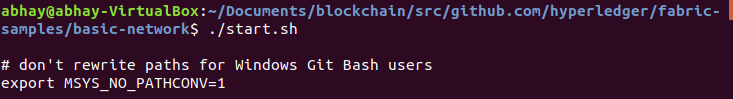 abhay@abhay-VirtualBox:~/Documents/blockchain/src/github.com/hyperledger/fabric-
samples/basic-network$ ./start.sh
# don't rewrite paths for Windows Git Bash users
export MSYS_NO_PATHCONV=1